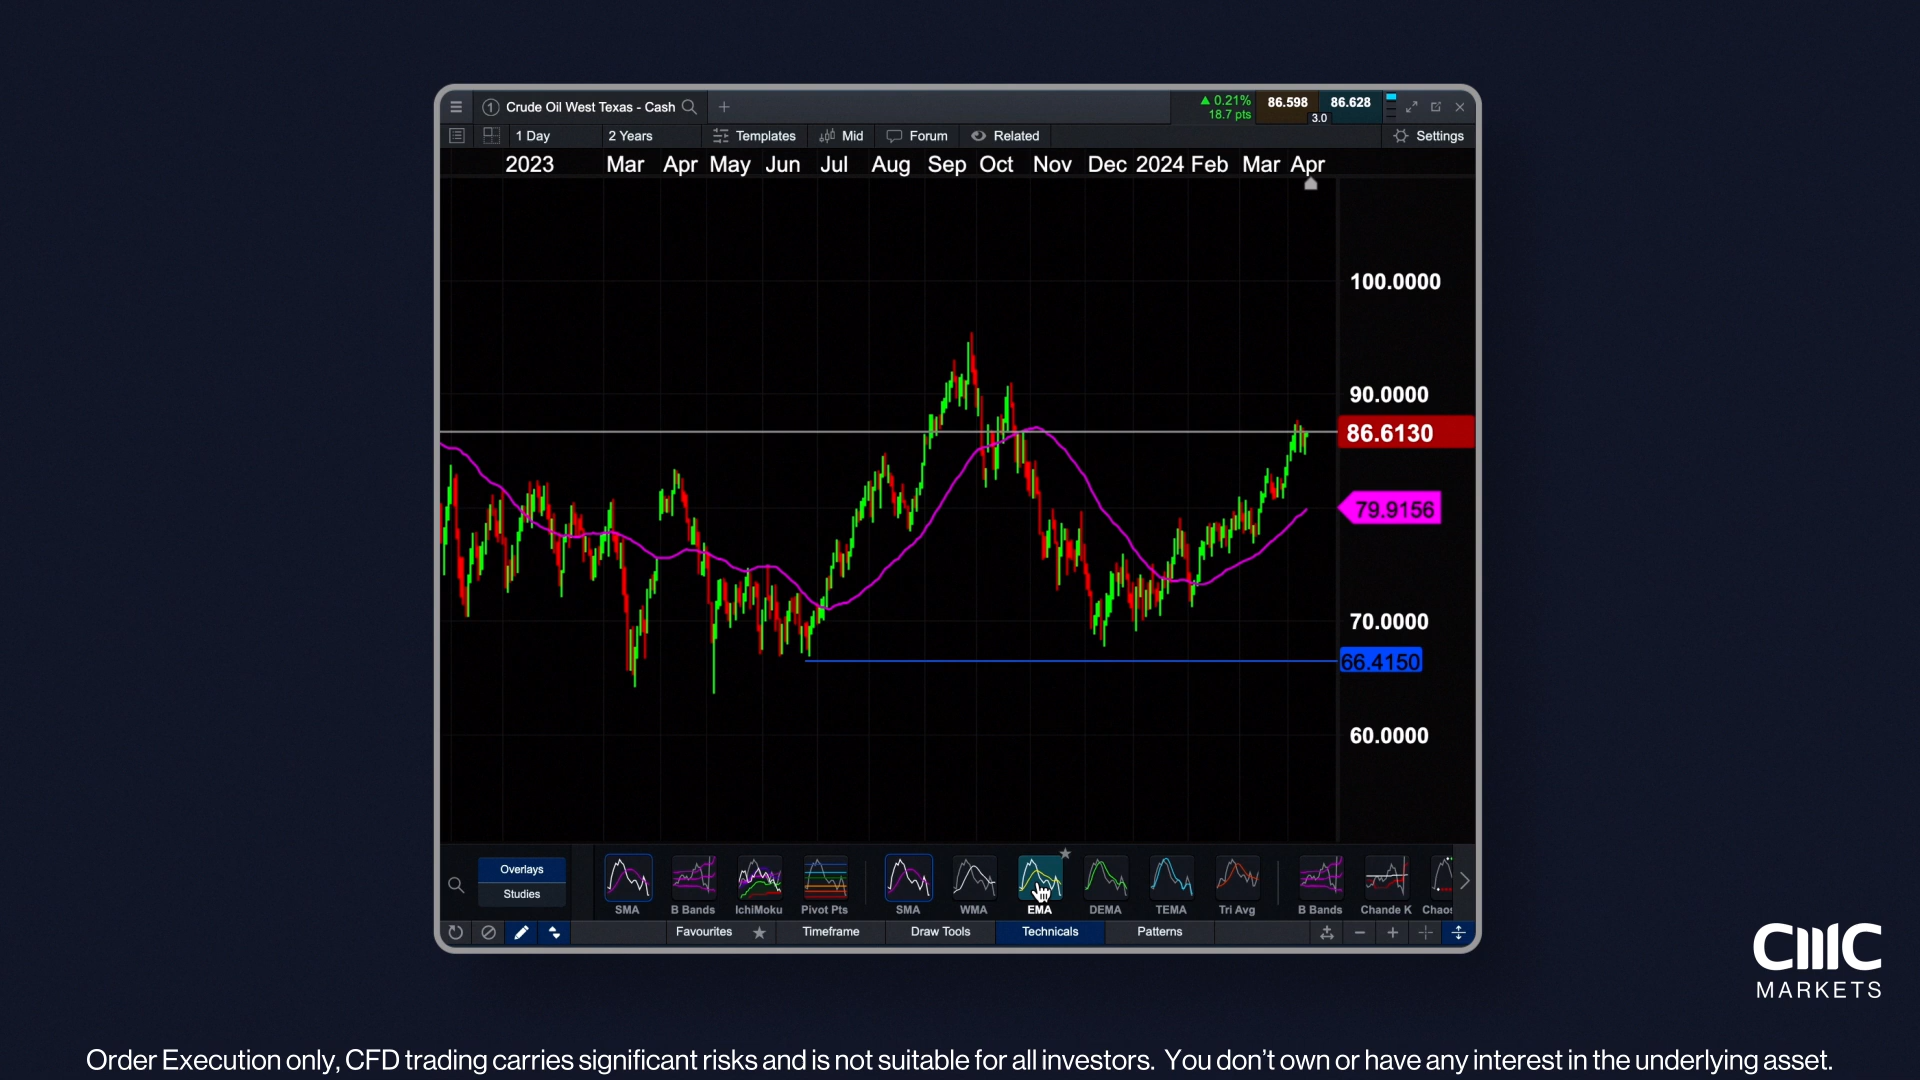 1 Crude Oil West Texas - Cash
0.21%
18.7 pts
86.598
86.628
3.0
1 Day
2 Years
Templates
Mid
Forum
Related
Settings
2023 Mar Apr May Jun Jul Aug Sep Oct Nov Dec 2024 Feb Mar Apr
100.0000
90.0000
86.6130
79.9156
70.0000
66.4150
60.0000
Overlays
Studies
SMA B Bands IchiMoku Pivot Pts SMA WMA EMA DEMA TEMA Tri Avg B Bands Chande K Chaos
Favourites Timeframe Draw Tools Technicals Patterns
CMC
MARKETS
Order Execution only, CFD trading carries significant risks and is not suitable for all investors. You don't own or have any interest in the underlying asset.